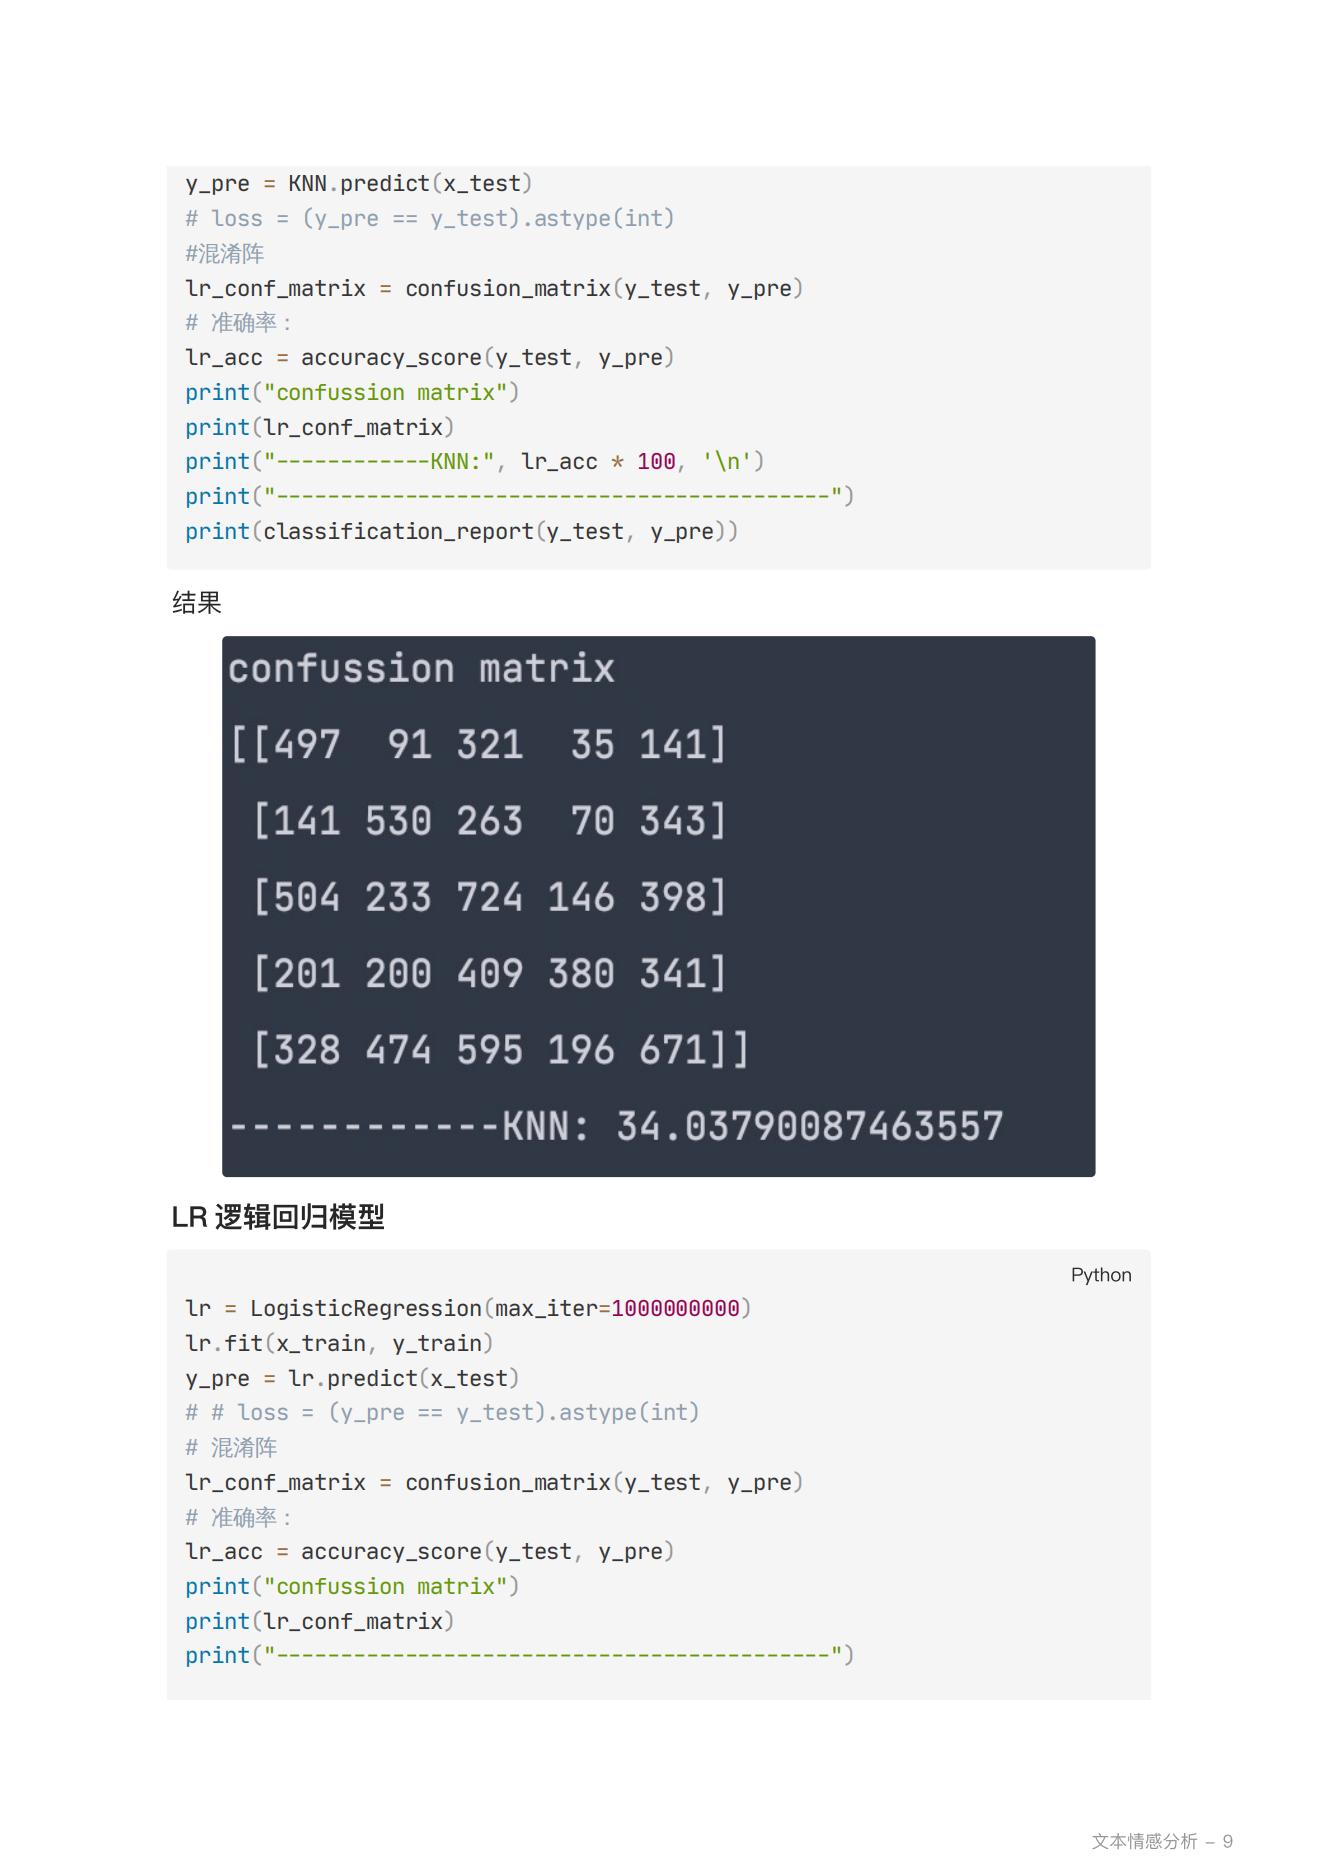 y_pre = KNN.predict(x_test)
# loss = (y_pre == y_test).astype(int)
#混淆阵
lr_conf_matrix = confusion_matrix(y_test, y_pre)
# 准确率：
lr_acc = accuracy_score(y_test, y_pre)
print("confussion matrix")
print(lr_conf_matrix)
print("------------KNN:", lr_acc * 100, '\n')
print("-------------------------------------------")
print(classification_report(y_test, y_pre))
结果
confussion matrix
[[497  91 321  35 141]
 [141 530 263  70 343]
 [504 233 724 146 398]
 [201 200 409 380 341]
 [328 474 595 196 671]]
------------KNN: 34.03790087463557
LR 逻辑回归模型
Python
lr = LogisticRegression(max_iter=1000000000)
lr.fit(x_train, y_train)
y_pre = lr.predict(x_test)
# # loss = (y_pre == y_test).astype(int)
# 混淆阵
lr_conf_matrix = confusion_matrix(y_test, y_pre)
# 准确率：
lr_acc = accuracy_score(y_test, y_pre)
print("confussion matrix")
print(lr_conf_matrix)
print("-------------------------------------------")
文本情感分析 – 9